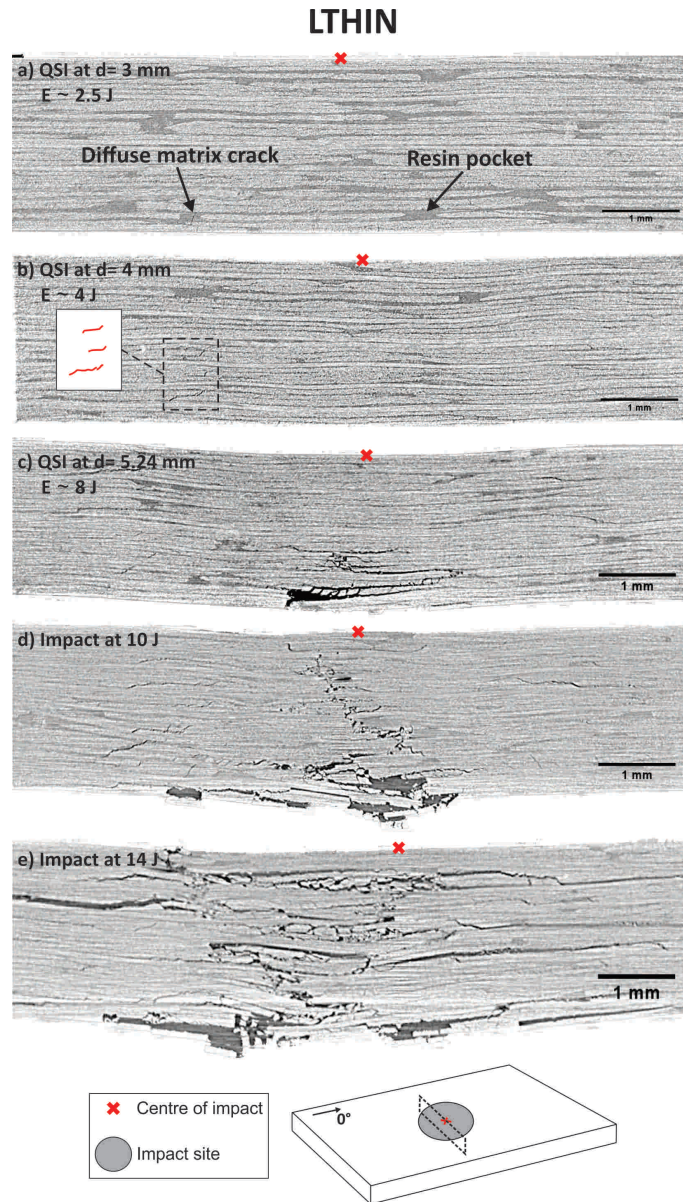 LTHIN
a) QSI at d= 3 mm
E ~ 2.5 J
Diffuse matrix crack
Resin pocket
1 mm
b) QSI at d= 4 mm
E ~ 4 J
1 mm
c) QSI at d= 5,24 mm
E ~ 8 J
1 mm
d) Impact at 10 J
1 mm
e) Impact at 14 J
1 mm
Centre of impact
Impact site
0°